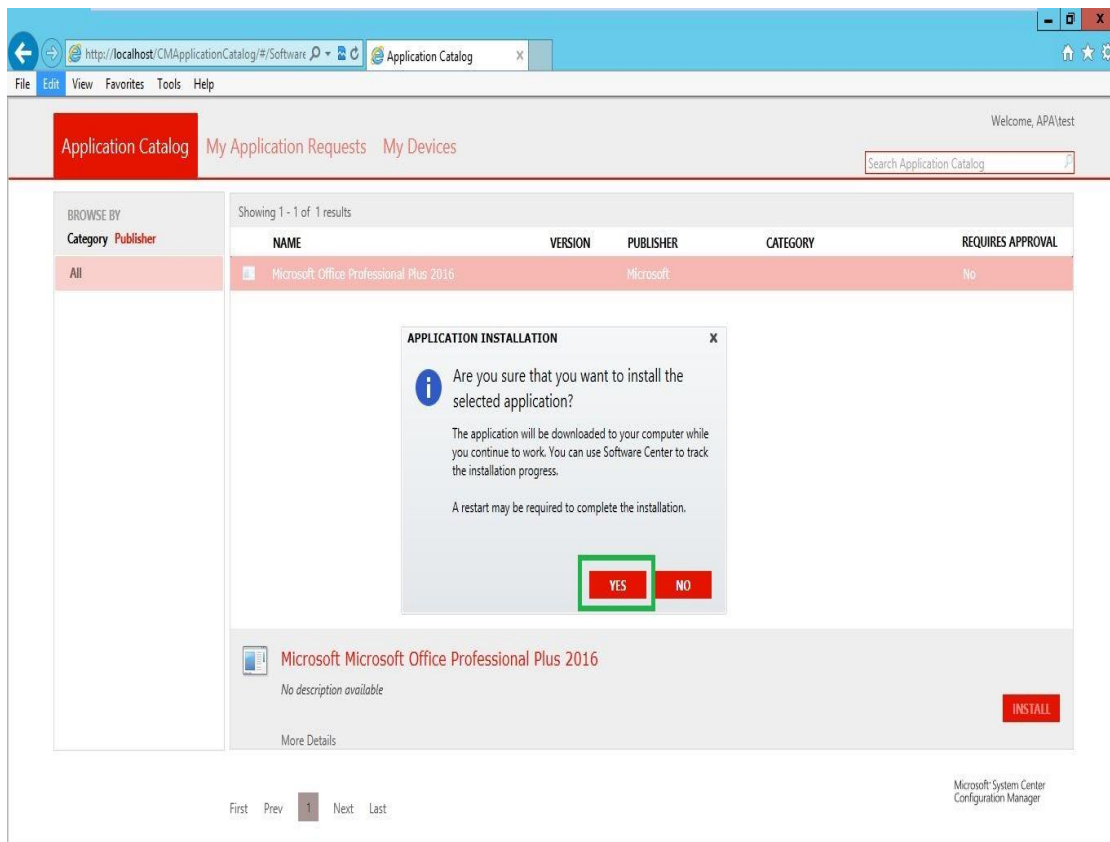 http://localhost/CMApplicationCatalog/#/Software
Application Catalog
File Edit View Favorites Tools Help
Welcome, APA\test
Application Catalog My Application Requests My Devices
Search Application Catalog
BROWSE BY
Category Publisher
All
Showing 1 - 1 of 1 results
NAME VERSION PUBLISHER CATEGORY REQUIRES APPROVAL
Microsoft Office Professional Plus 2016 Microsoft No
APPLICATION INSTALLATION X
Are you sure that you want to install the
selected application?
The application will be downloaded to your computer while
you continue to work. You can use Software Center to track
the installation progress.
A restart may be required to complete the installation.
YES NO
Microsoft Microsoft Office Professional Plus 2016
No description available
INSTALL
More Details
First Prev 1 Next Last
Microsoft® System Center
Configuration Manager